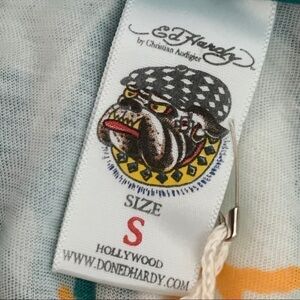 Ed Hardy
by Christian Audigier
SIZE
S
HOLLYWOOD
WWW.DONEDHARDY.COM